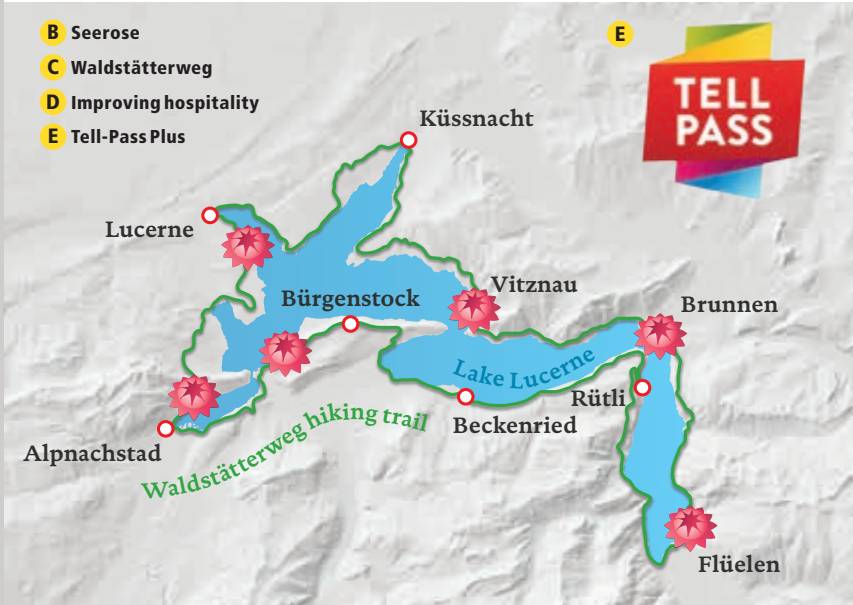 B Seerose
C Waldstätterweg
D Improving hospitality
E Tell-Pass Plus
E
TELL
PASS
Küssnacht
Lucerne
Vitznau
Bürgenstock
Brunnen
Lake Lucerne
Rütli
Beckenried
Waldstätterweg hiking trail
Alpnachstad
Flüelen